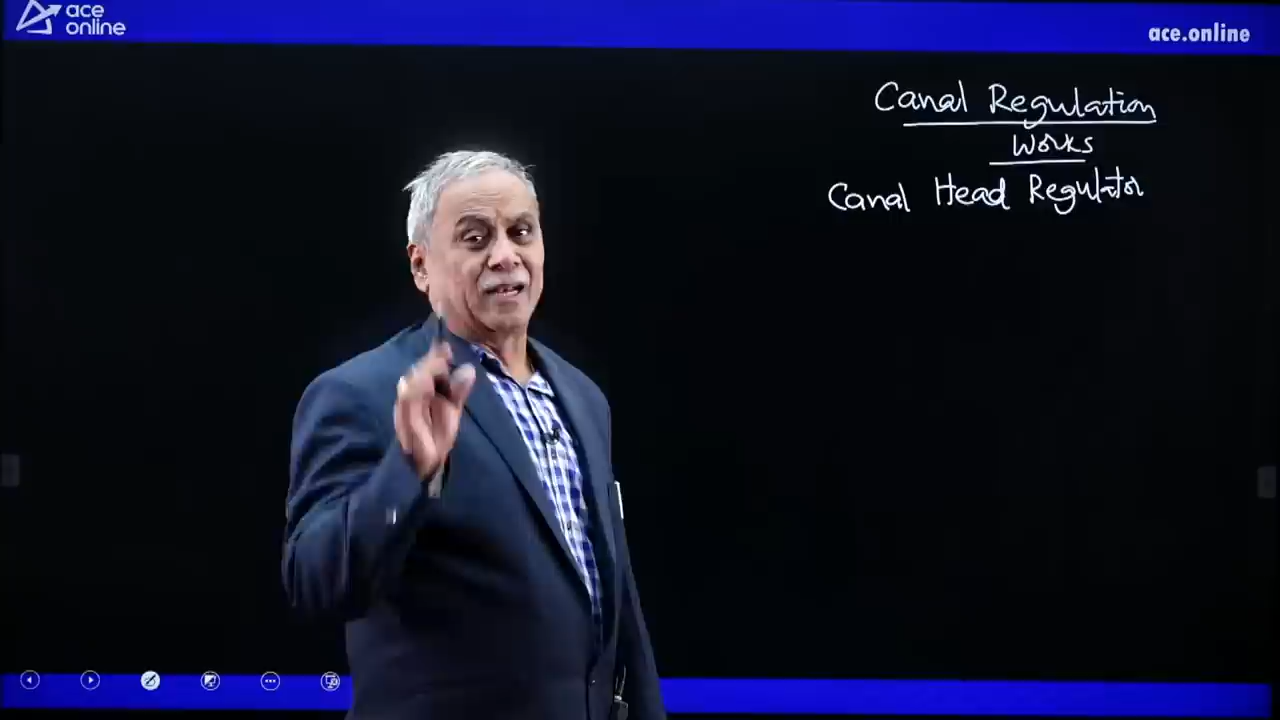 ace
online
ace.online
Canal Regulation
Works
Canal Head Regulator